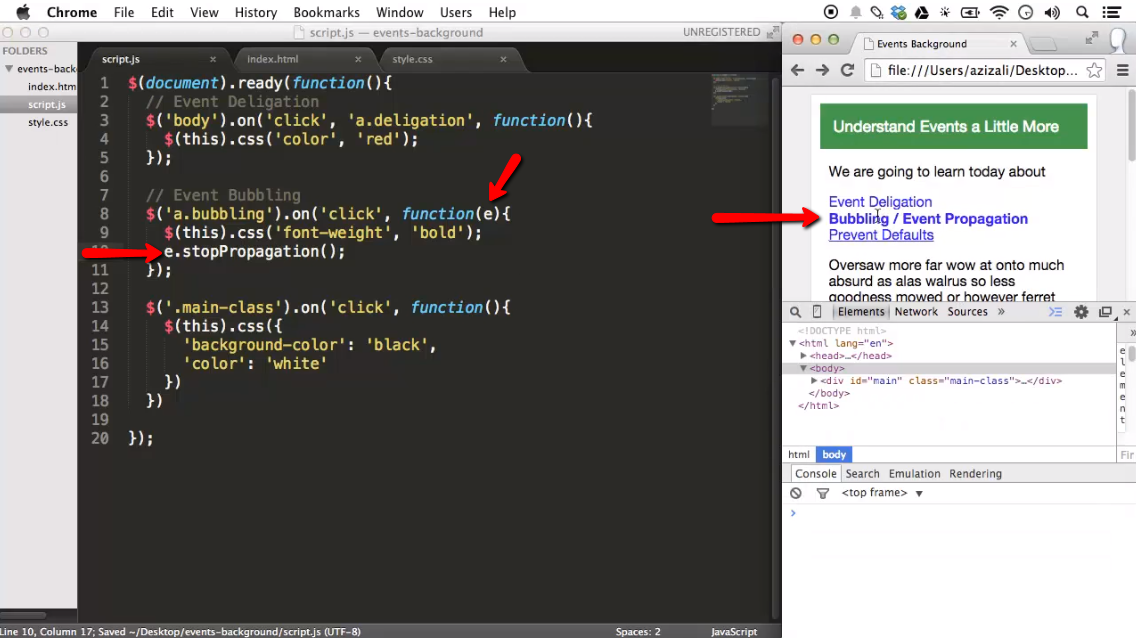 Chrome File Edit View History Bookmarks Window Users Help
script.js — events-background
UNREGISTERED
FOLDERS
events-back
index.htm
script.js
style.css
script.js × index.html × style.css ×
1 $(document).ready(function(){
2 // Event Deligation
3 $('body').on('click', 'a.deligation', function(){
4 $(this).css('color', 'red');
5 });
6
7 // Event Bubbling
8 $('a.bubbling').on('click', function(e){
9 $(this).css('font-weight', 'bold');
10 e.stopPropagation();
11 });
12
13 $('.main-class').on('click', function(){
14 $(this).css({
15 'background-color': 'black',
16 'color': 'white'
17 })
18 })
19
20 });
Line 10, Column 17; Saved ~/Desktop/events-background/script.js (UTF-8)
Spaces: 2
JavaScript
Events Background ×
file:///Users/azizali/Desktop...
Understand Events a Little More
We are going to learn today about
Event Deligation
Bubbling / Event Propagation
Prevent Defaults
Oversaw more far wow at onto much
absurd as alas walrus so less
goodness mowed or however ferret
Elements Network Sources »
<!DOCTYPE html>
<html lang="en">
<head>…</head>
<body>
<div id="main" class="main-class">…</div>
</body>
</html>
»
e
l
e
m
e
n
t
html body
Fir
Console Search Emulation Rendering
<top frame>